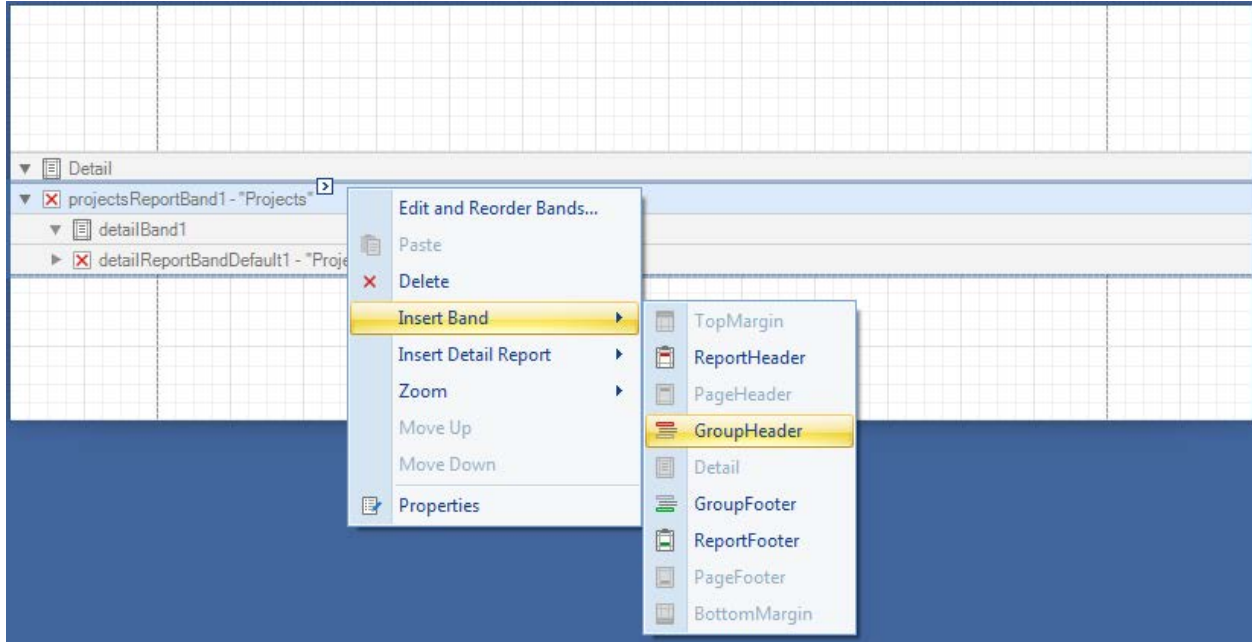 Detail
projectsReportBand1 - "Projects"
detailBand1
detailReportBandDefault1 - "Proje
Edit and Reorder Bands...
Paste
Delete
Insert Band
Insert Detail Report
Zoom
Move Up
Move Down
Properties
TopMargin
ReportHeader
PageHeader
GroupHeader
Detail
GroupFooter
ReportFooter
PageFooter
BottomMargin